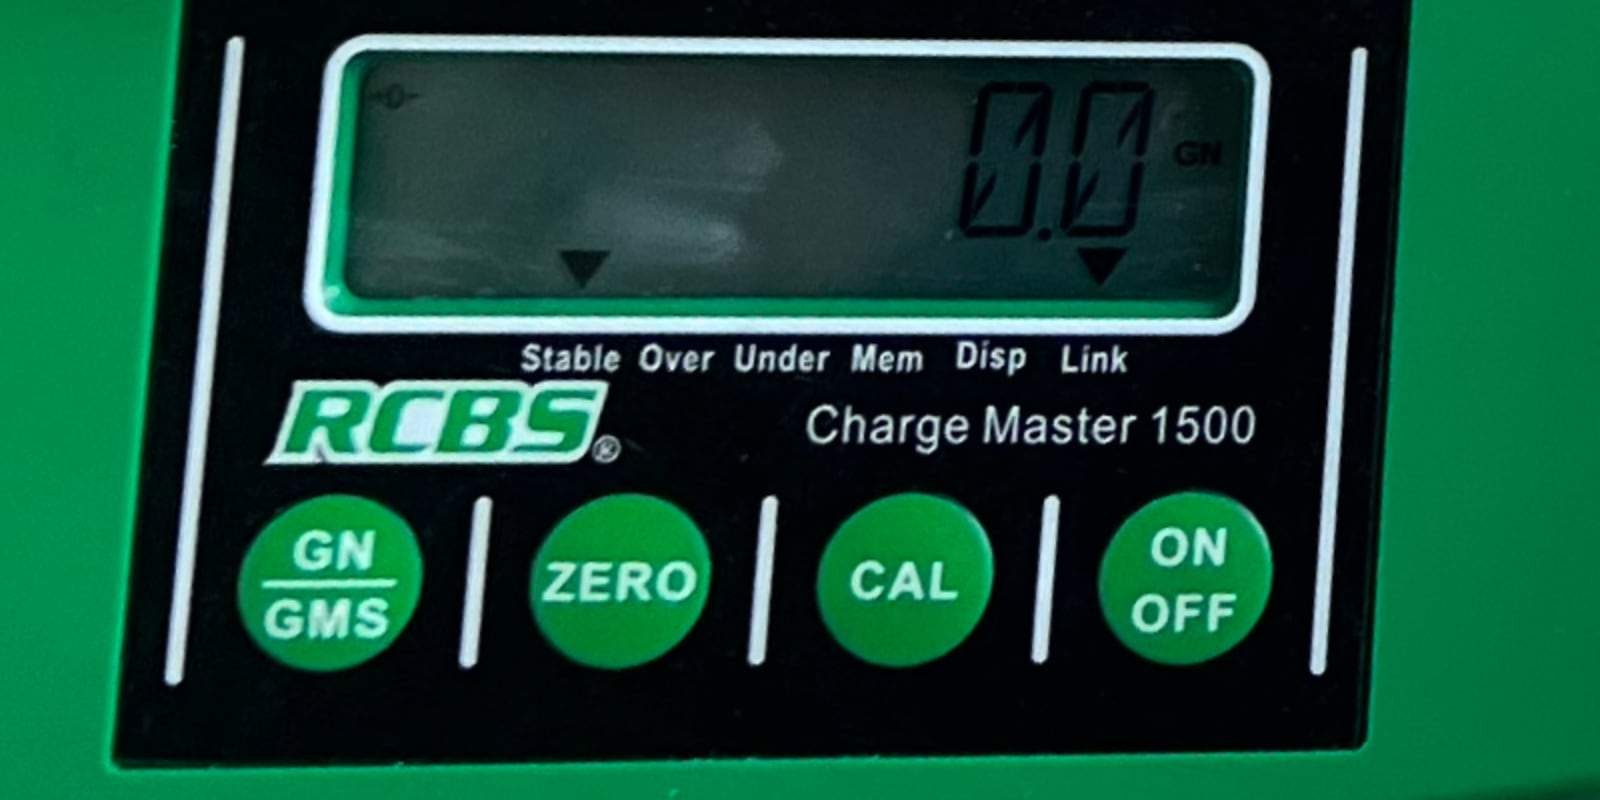 0.0 GN
Stable Over Under Mem Disp Link
RCBS®
Charge Master 1500
GN
GMS
ZERO
CAL
ON
OFF